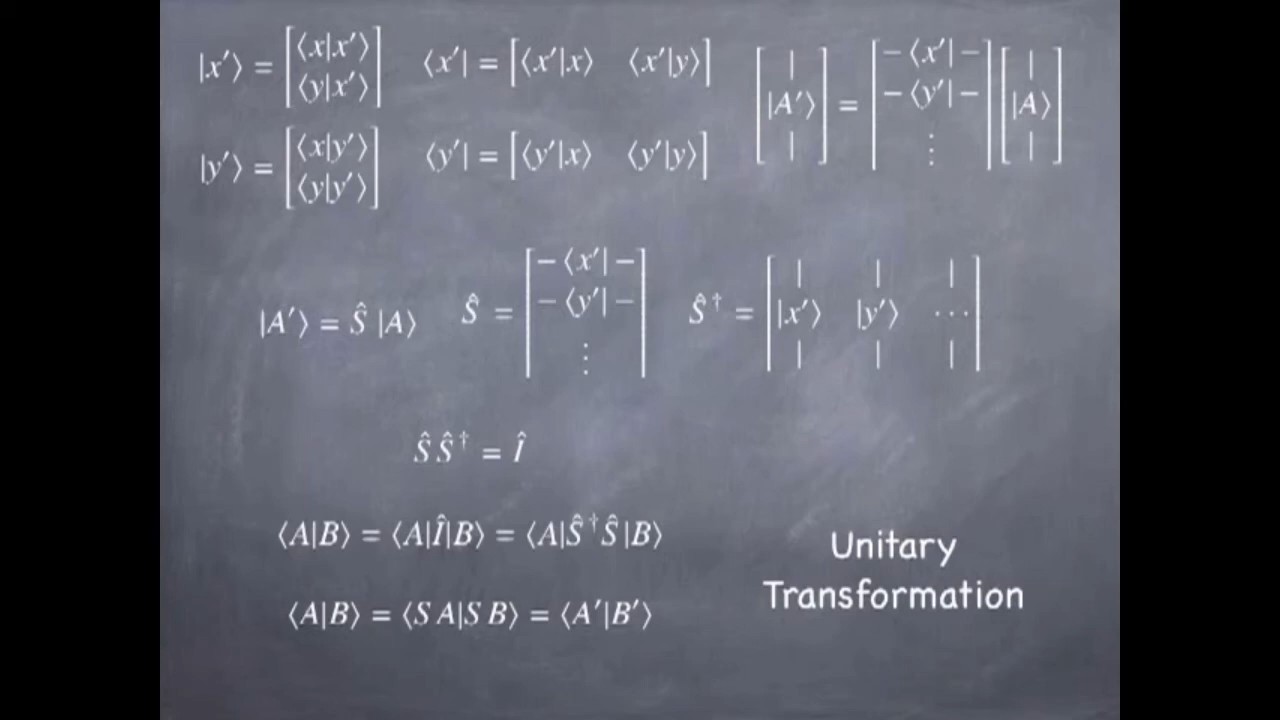 |x′⟩ = [⟨x|x′⟩ ⟨y|x′⟩] ⟨x′| = [⟨x′|x⟩ ⟨x′|y⟩]
|y′⟩ = [⟨x|y′⟩ ⟨y|y′⟩] ⟨y′| = [⟨y′|x⟩ ⟨y′|y⟩]
[| |A′⟩ |] = [− ⟨x′| − − ⟨y′| − ⋮] [| |A⟩ |]
|A′⟩ = Ŝ |A⟩
Ŝ = [− ⟨x′| − − ⟨y′| − ⋮]
Ŝ† = [| | | |x′⟩ |y′⟩ ⋯ | | |]
Ŝ Ŝ† = Î
⟨A|B⟩ = ⟨A|Î|B⟩ = ⟨A|Ŝ†Ŝ|B⟩
⟨A|B⟩ = ⟨S A|S B⟩ = ⟨A′|B′⟩
Unitary
Transformation